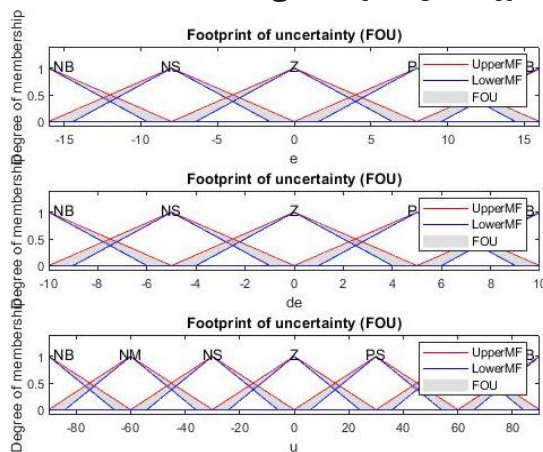 Footprint of uncertainty (FOU)
Degree of membership
1
0.5
0
NB
NS
Z
P
B
UpperMF
LowerMF
FOU
-15
-10
-5
0
5
10
15
e
Footprint of uncertainty (FOU)
Degree of membership
1
0.5
0
NB
NS
Z
P
B
UpperMF
LowerMF
FOU
-10
-8
-6
-4
-2
0
2
4
6
8
10
de
Footprint of uncertainty (FOU)
Degree of membership
1
0.5
0
NB
NM
NS
Z
PS
B
UpperMF
LowerMF
FOU
-80
-60
-40
-20
0
20
40
60
80
u